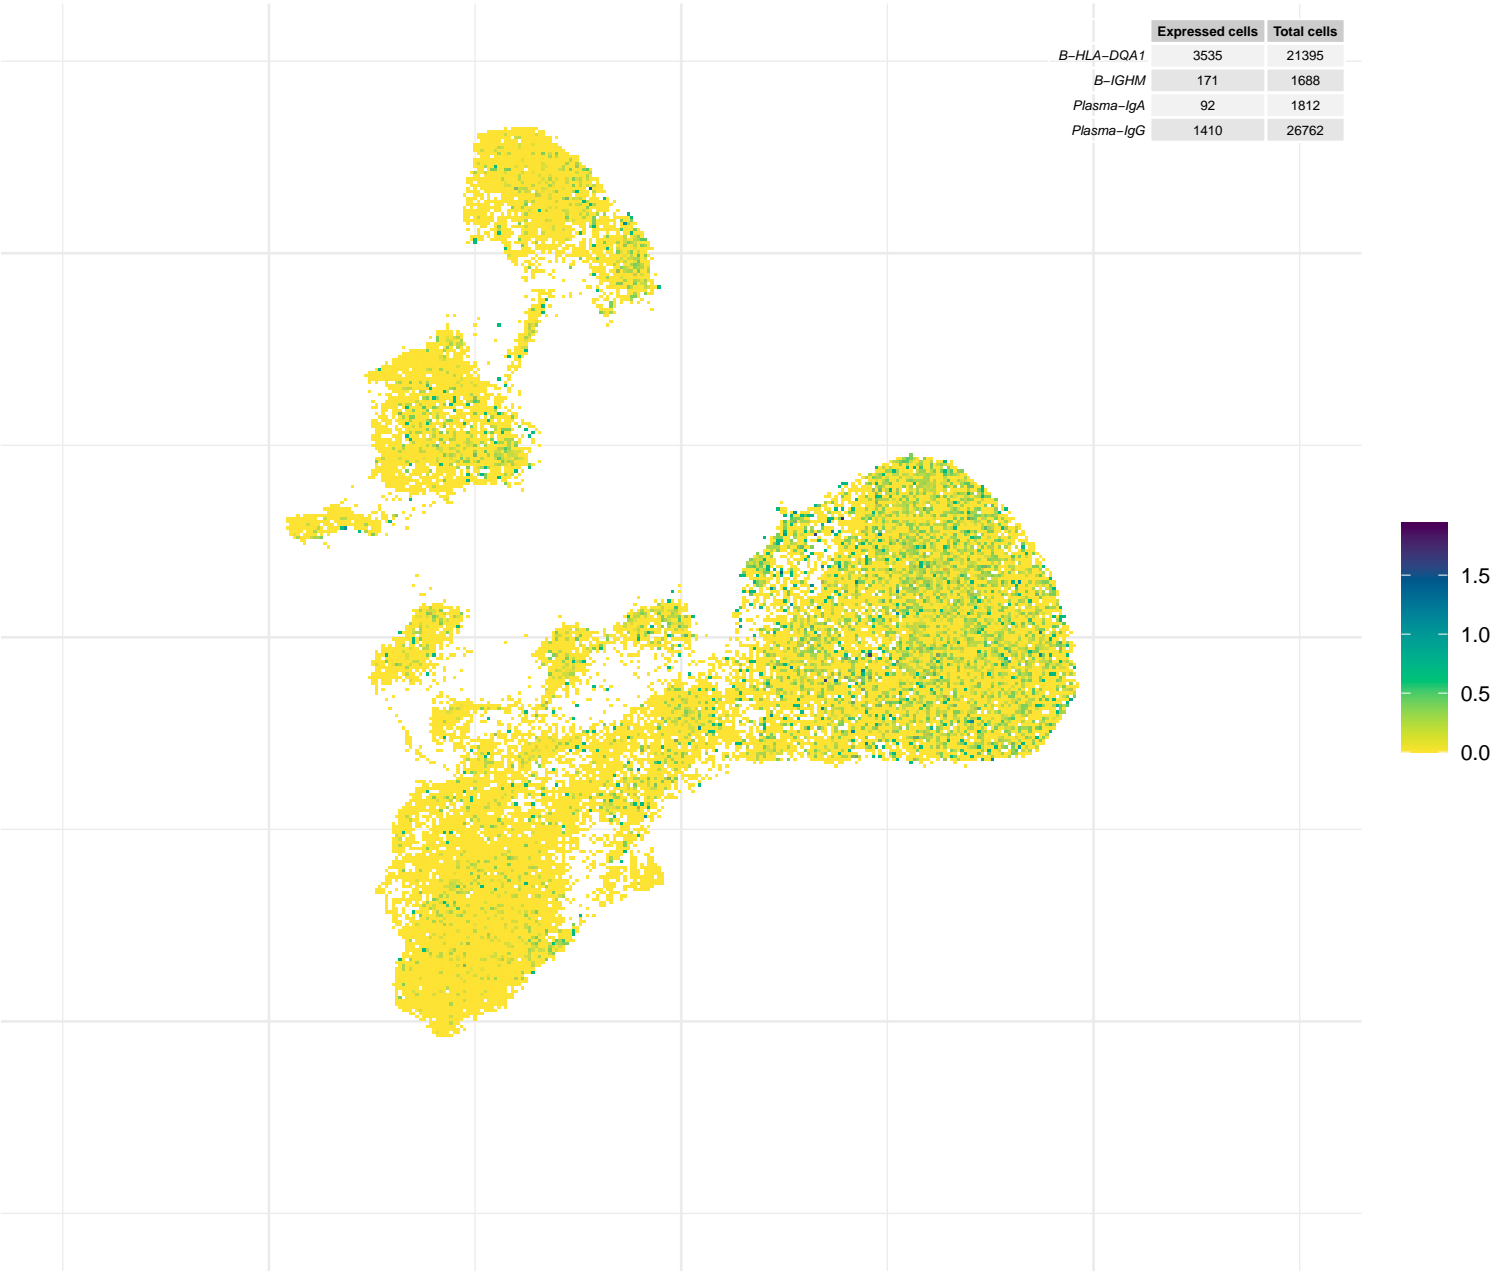 Expressed cells Total cells
B−HLA−DQA1 3535 21395
B−IGHM 171 1688
Plasma−IgA 92 1812
Plasma−IgG 1410 26762
1.5
1.0
0.5
0.0